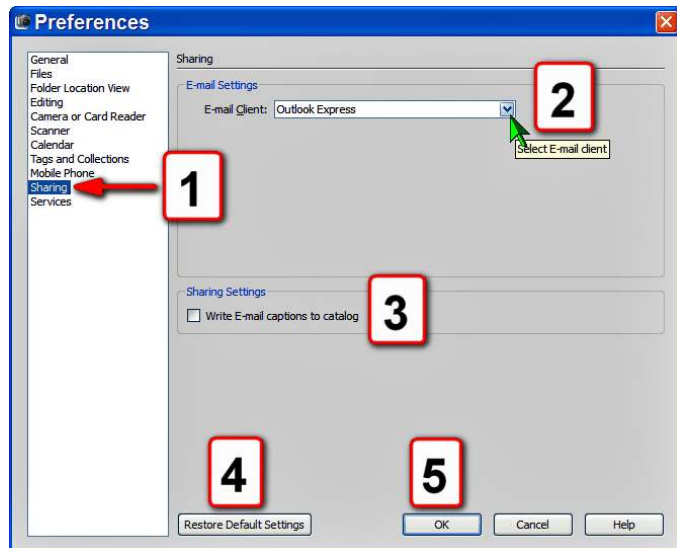 Preferences
General
Files
Folder Location View
Editing
Camera or Card Reader
Scanner
Calendar
Tags and Collections
Mobile Phone
Sharing
Services
1
Sharing
E-mail Settings
E-mail Client: Outlook Express
2
Select E-mail client
Sharing Settings
Write E-mail captions to catalog
3
4
5
Restore Default Settings
OK
Cancel
Help